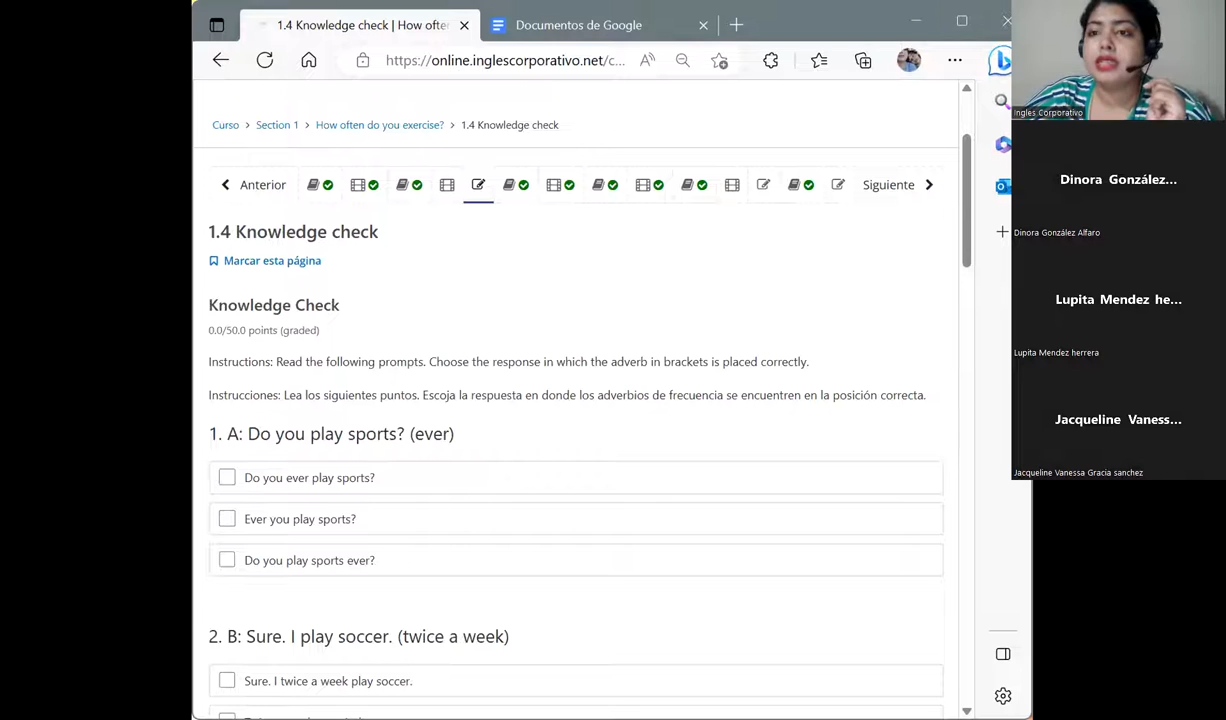 1.4 Knowledge check | How ofte
Documentos de Google
https://online.inglescorporativo.net/c...
Curso > Section 1 > How often do you exercise? > 1.4 Knowledge check
Anterior
Siguiente
1.4 Knowledge check
Marcar esta página
Knowledge Check
0.0/50.0 points (graded)
Instructions: Read the following prompts. Choose the response in which the adverb in brackets is placed correctly.
Instrucciones: Lea los siguientes puntos. Escoja la respuesta en donde los adverbios de frecuencia se encuentren en la posición correcta.
1. A: Do you play sports? (ever)
Do you ever play sports?
Ever you play sports?
Do you play sports ever?
2. B: Sure. I play soccer. (twice a week)
Sure. I twice a week play soccer.
Ingles Corporativo
Dinora González...
Dinora González Alfaro
Lupita Mendez he...
Lupita Mendez herrera
Jacqueline Vaness...
Jacqueline Vanessa Gracia sanchez